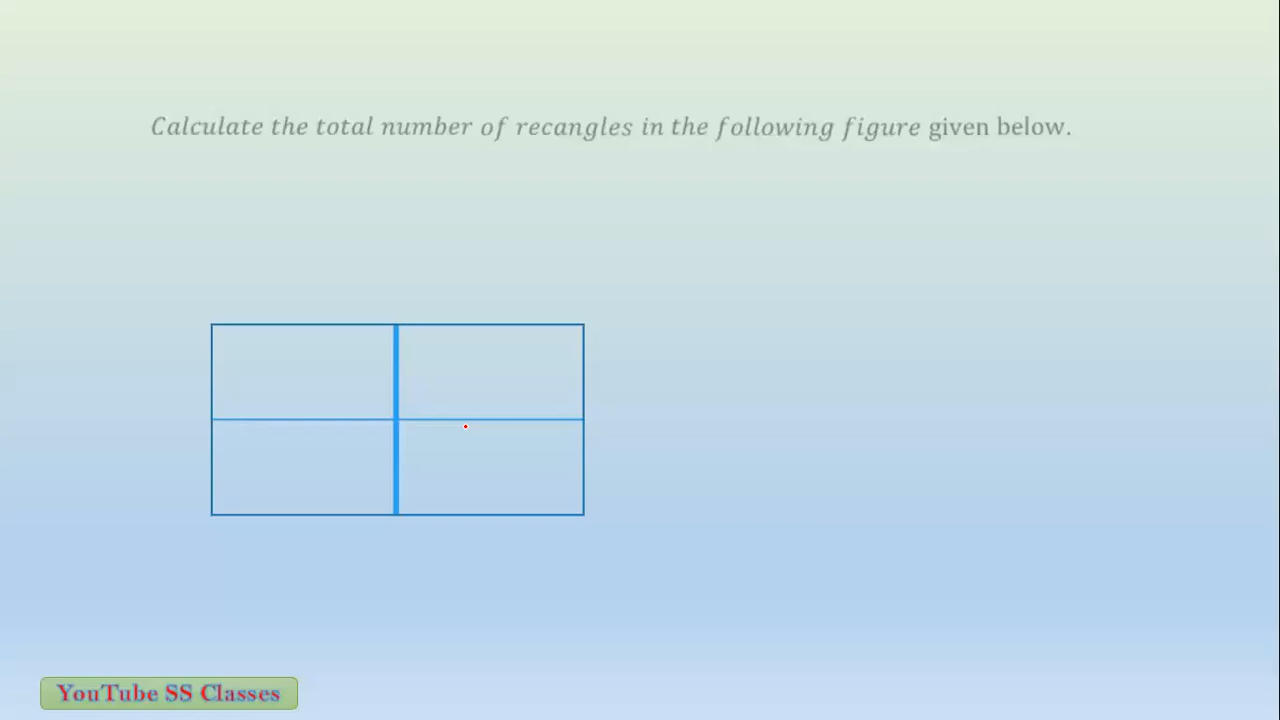 Calculate the total number of recangles in the following figure given below.
YouTube SS Classes